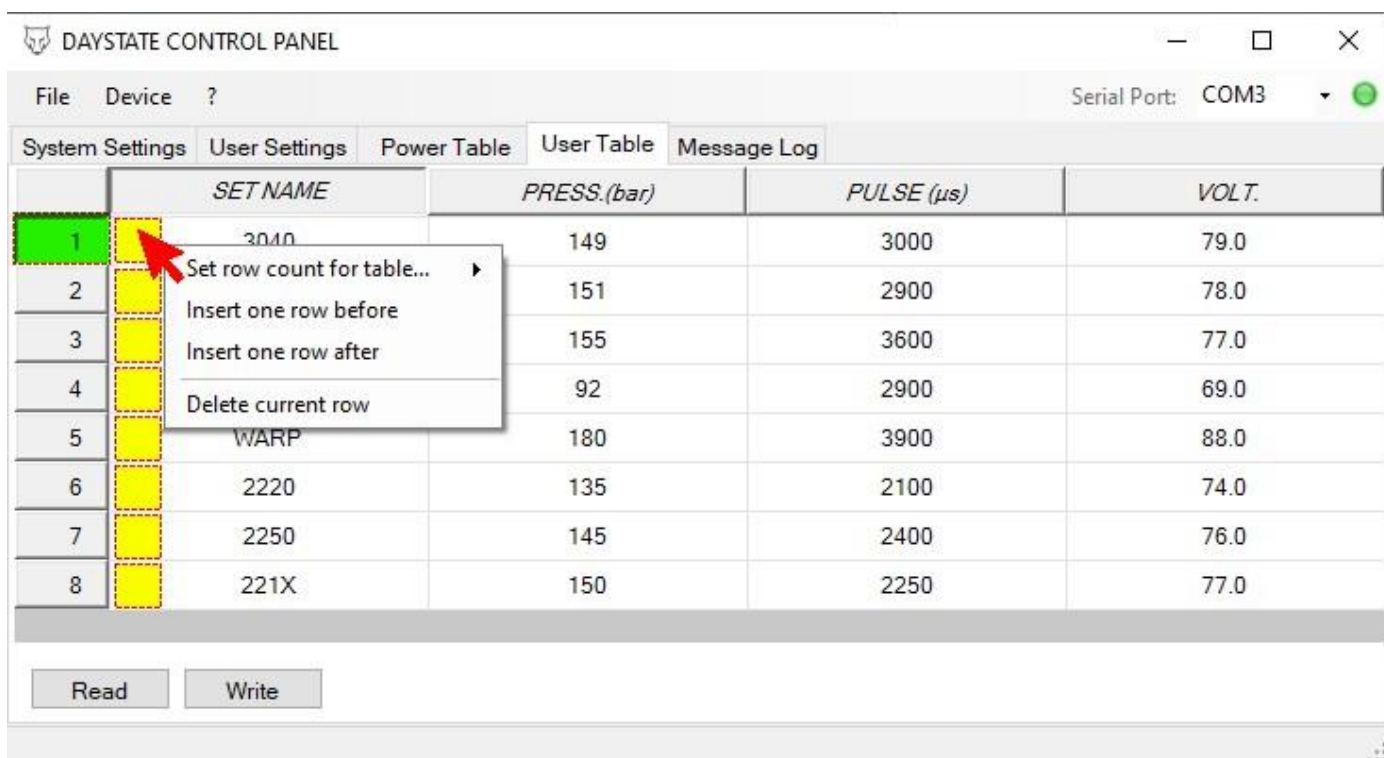 DAYSTATE CONTROL PANEL
File Device ? Serial Port: COM3
System Settings User Settings Power Table User Table Message Log
SET NAME PRESS.(bar) PULSE (µs) VOLT.
1 3040 149 3000 79.0
Set row count for table...
2 151 2900 78.0
Insert one row before
3 155 3600 77.0
Insert one row after
4 92 2900 69.0
Delete current row
5 WARP 180 3900 88.0
6 2220 135 2100 74.0
7 2250 145 2400 76.0
8 221X 150 2250 77.0
Read Write